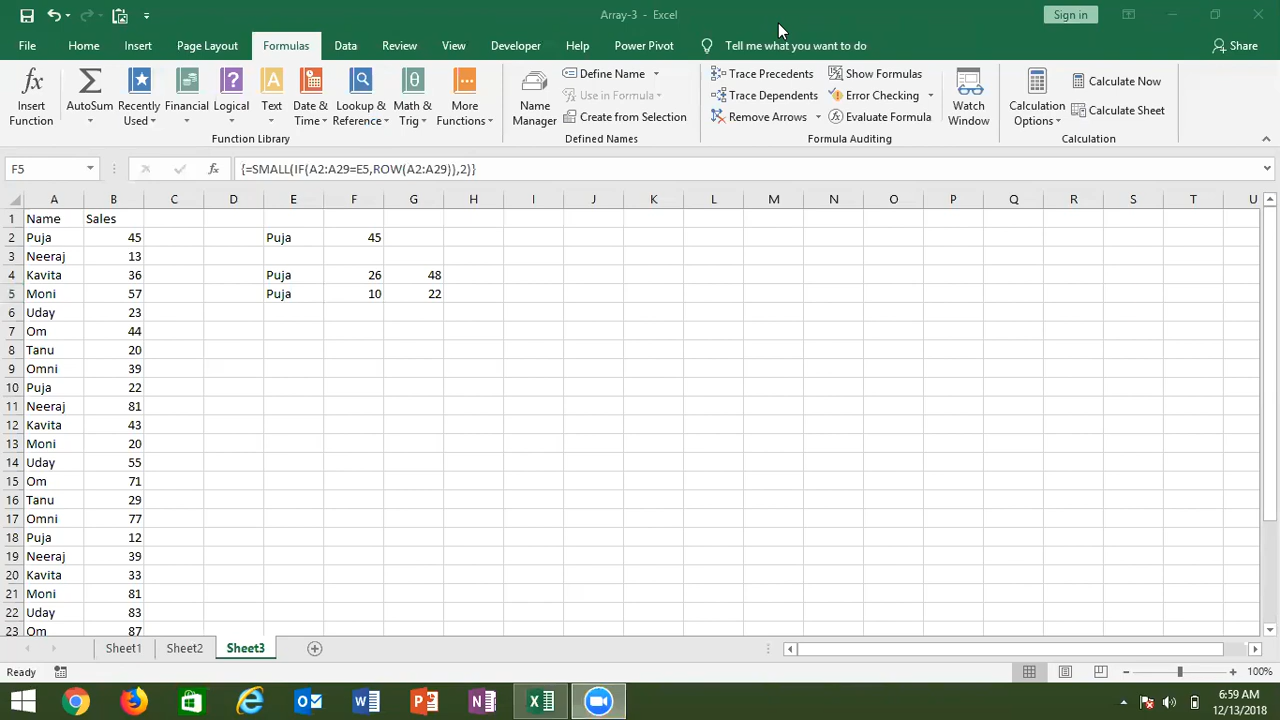 Array-3 - Excel
Sign in
File Home Insert Page Layout Formulas Data Review View Developer Help Power Pivot Tell me what you want to do Share
Insert Function
AutoSum
Recently Used
Financial
Logical
Text
Date & Time
Lookup & Reference
Math & Trig
More Functions
Function Library
Name Manager
Define Name
Use in Formula
Create from Selection
Defined Names
Trace Precedents
Trace Dependents
Remove Arrows
Show Formulas
Error Checking
Evaluate Formula
Formula Auditing
Watch Window
Calculation Options
Calculate Now
Calculate Sheet
Calculation
F5 fx {=SMALL(IF(A2:A29=E5,ROW(A2:A29)),2)}
A B C D E F G H I J K L M N O P Q R S T U
1 Name Sales
2 Puja 45 Puja 45
3 Neeraj 13
4 Kavita 36 Puja 26 48
5 Moni 57 Puja 10 22
6 Uday 23
7 Om 44
8 Tanu 20
9 Omni 39
10 Puja 22
11 Neeraj 81
12 Kavita 43
13 Moni 20
14 Uday 55
15 Om 71
16 Tanu 29
17 Omni 77
18 Puja 12
19 Neeraj 39
20 Kavita 33
21 Moni 81
22 Uday 83
23 Om 87
Sheet1 Sheet2 Sheet3
Ready 100%
6:59 AM
12/13/2018